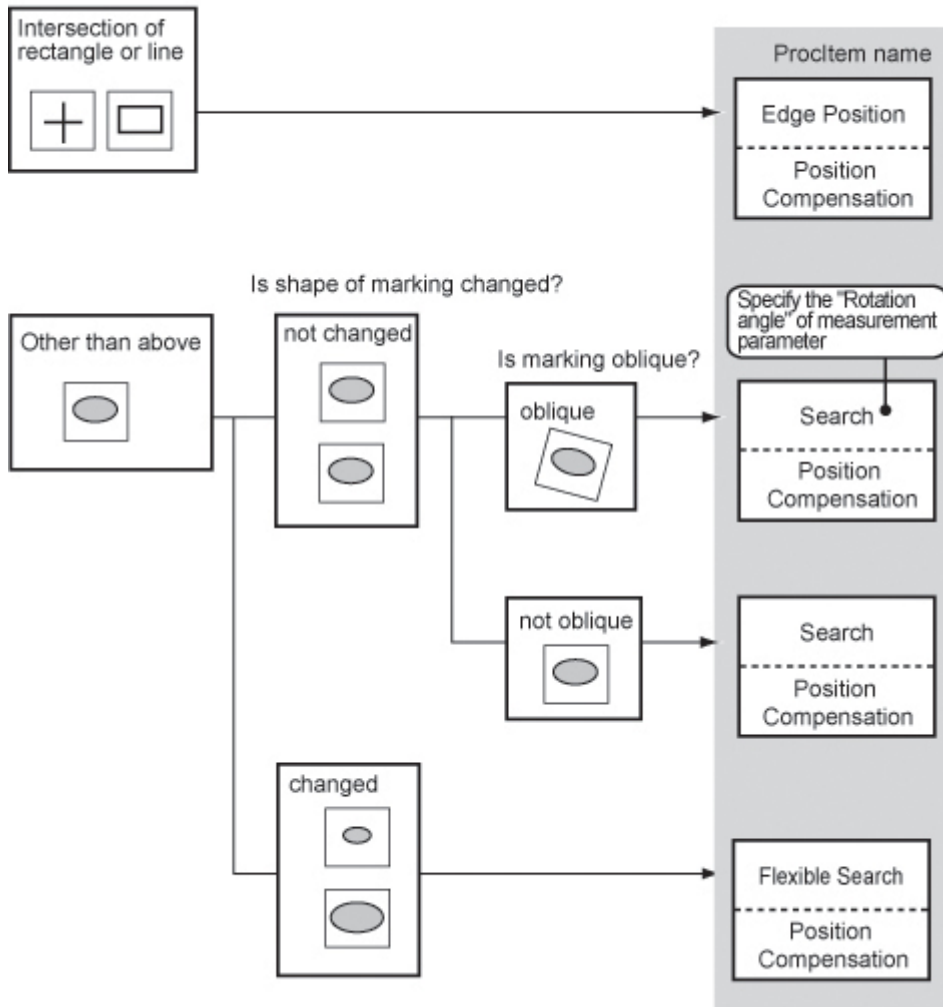 Intersection of
rectangle or line
ProcItem name
Edge Position
Position
Compensation
Is shape of marking changed?
Other than above
not changed
Is marking oblique?
oblique
Specify the "Rotation
angle" of measurement
parameter
Search
Position
Compensation
not oblique
Search
Position
Compensation
changed
Flexible Search
Position
Compensation